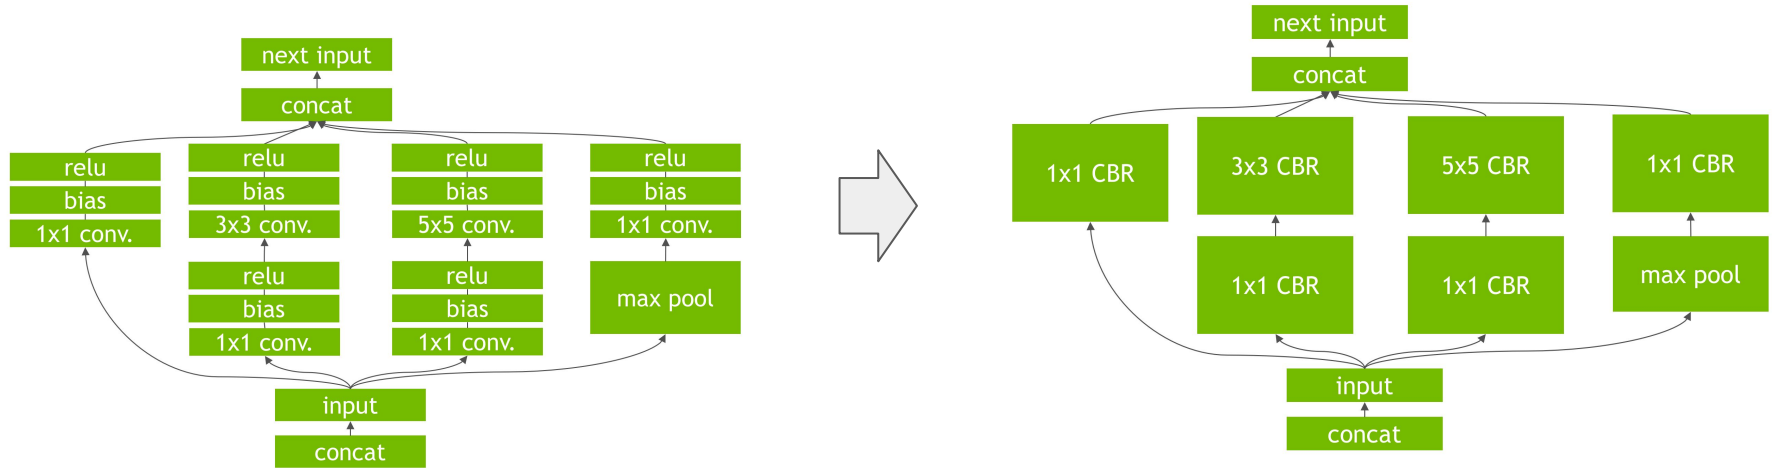 next input
concat
relu
bias
1x1 conv.
relu
bias
3x3 conv.
relu
bias
1x1 conv.
relu
bias
5x5 conv.
relu
bias
1x1 conv.
relu
bias
1x1 conv.
max pool
input
concat
next input
concat
1x1 CBR
3x3 CBR
1x1 CBR
5x5 CBR
1x1 CBR
1x1 CBR
max pool
input
concat